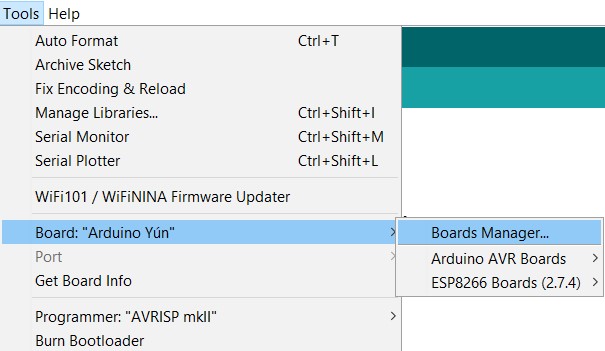 Tools Help
Auto Format Ctrl+T
Archive Sketch
Fix Encoding & Reload
Manage Libraries... Ctrl+Shift+I
Serial Monitor Ctrl+Shift+M
Serial Plotter Ctrl+Shift+L
WiFi101 / WiFiNINA Firmware Updater
Board: "Arduino Yún"
Port
Get Board Info
Programmer: "AVRISP mkII"
Burn Bootloader
Boards Manager...
Arduino AVR Boards
ESP8266 Boards (2.7.4)